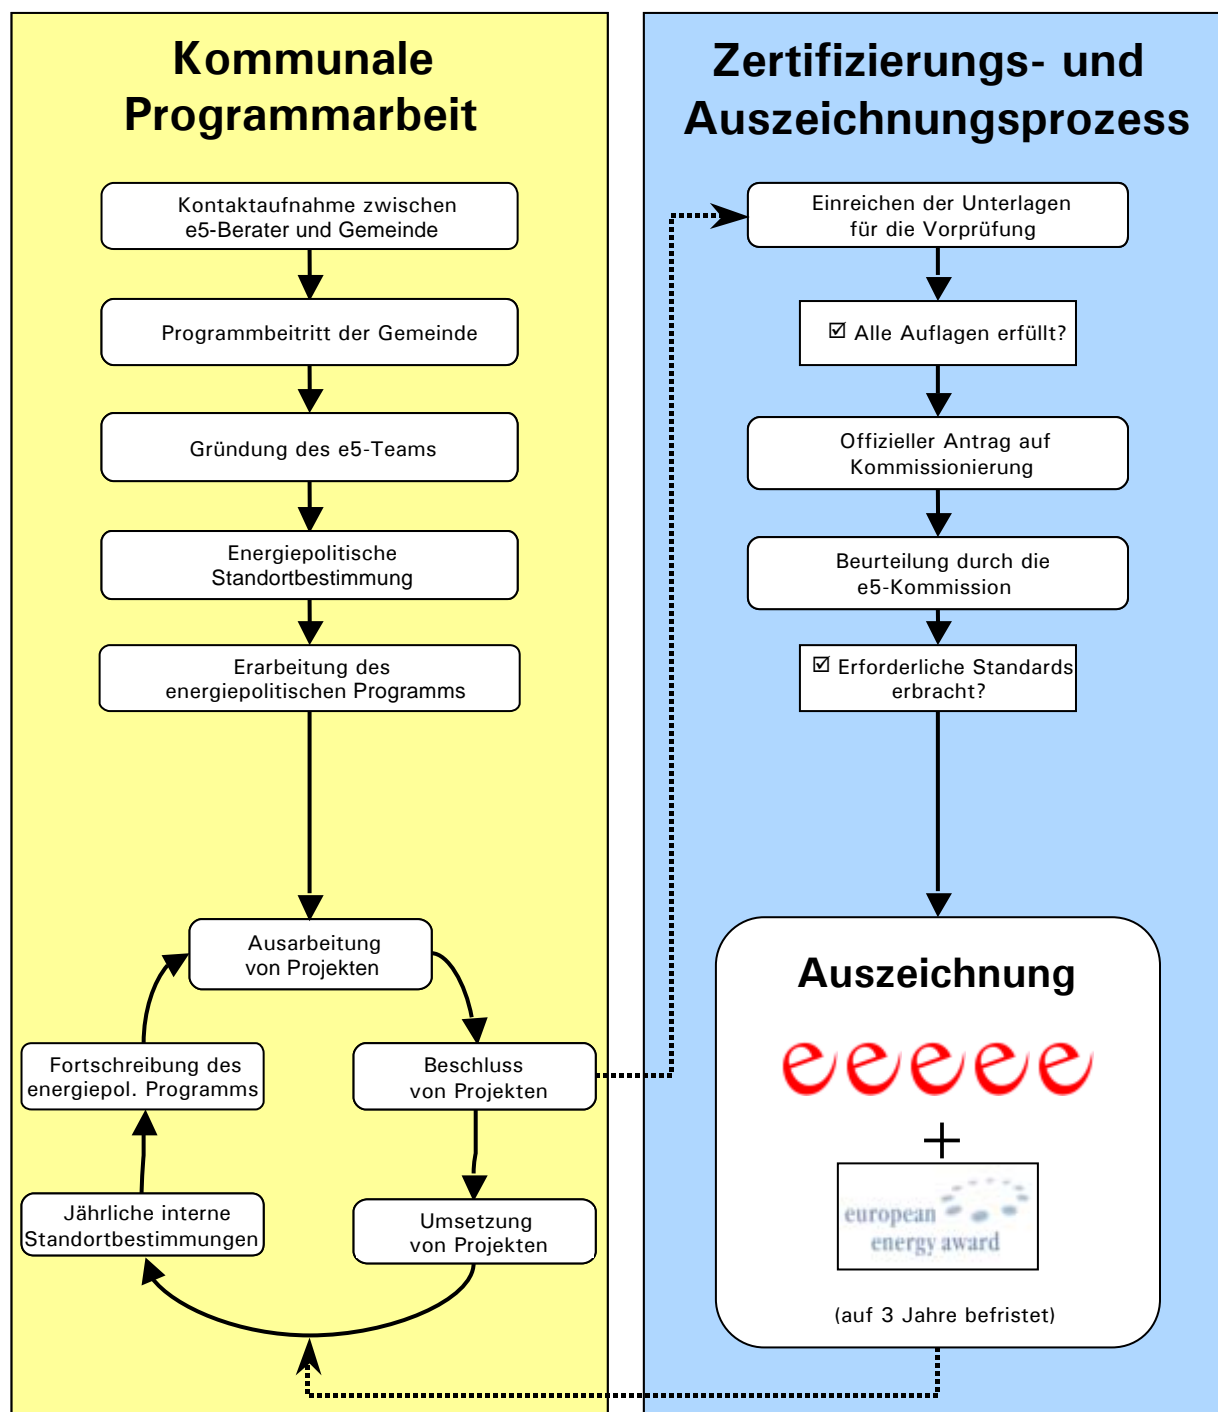 Kommunale
Programmarbeit
Kontaktaufnahme zwischen
e5-Berater und Gemeinde
Programmbeitritt der Gemeinde
Gründung des e5-Teams
Energiepolitische
Standortbestimmung
Erarbeitung des
energiepolitischen Programms
Ausarbeitung
von Projekten
Fortschreibung des
energiepol. Programms
Beschluss
von Projekten
Jährliche interne
Standortbestimmungen
Umsetzung
von Projekten
Zertifizierungs- und
Auszeichnungsprozess
Einreichen der Unterlagen
für die Vorprüfung
☑ Alle Auflagen erfüllt?
Offizieller Antrag auf
Kommissionierung
Beurteilung durch die
e5-Kommission
☑ Erforderliche Standards
erbracht?
Auszeichnung
eeeee
+
european
energy award
(auf 3 Jahre befristet)